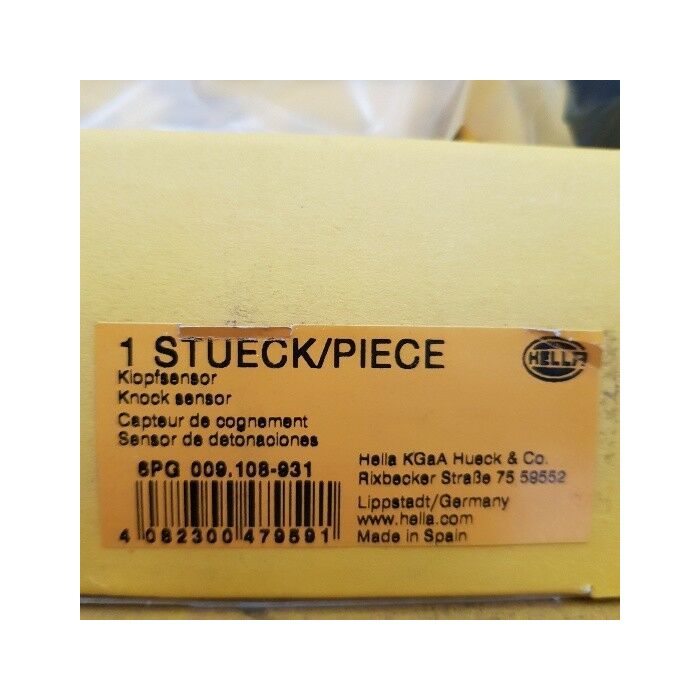 1 STUECK/PIECE
HELLA
Klopfsensor
Knock sensor
Capteur de cognement
Sensor de detonaciones
6PG 009.108-931
4 082300 479591
Hella KGaA Hueck & Co.
Rixbecker Straße 75 59552
Lippstadt/Germany
www.hella.com
Made in Spain